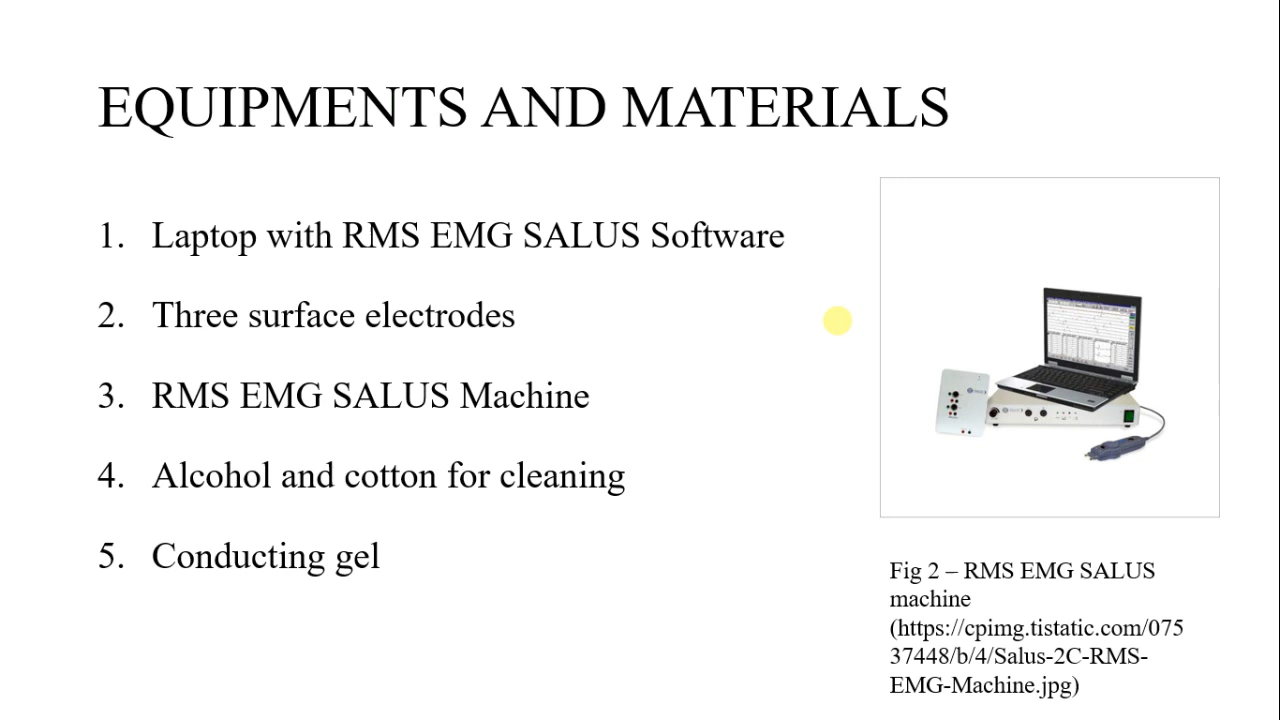 EQUIPMENTS AND MATERIALS
1. Laptop with RMS EMG SALUS Software
2. Three surface electrodes
3. RMS EMG SALUS Machine
4. Alcohol and cotton for cleaning
5. Conducting gel
Fig 2 – RMS EMG SALUS
machine
(https://cpimg.tistatic.com/075
37448/b/4/Salus-2C-RMS-
EMG-Machine.jpg)